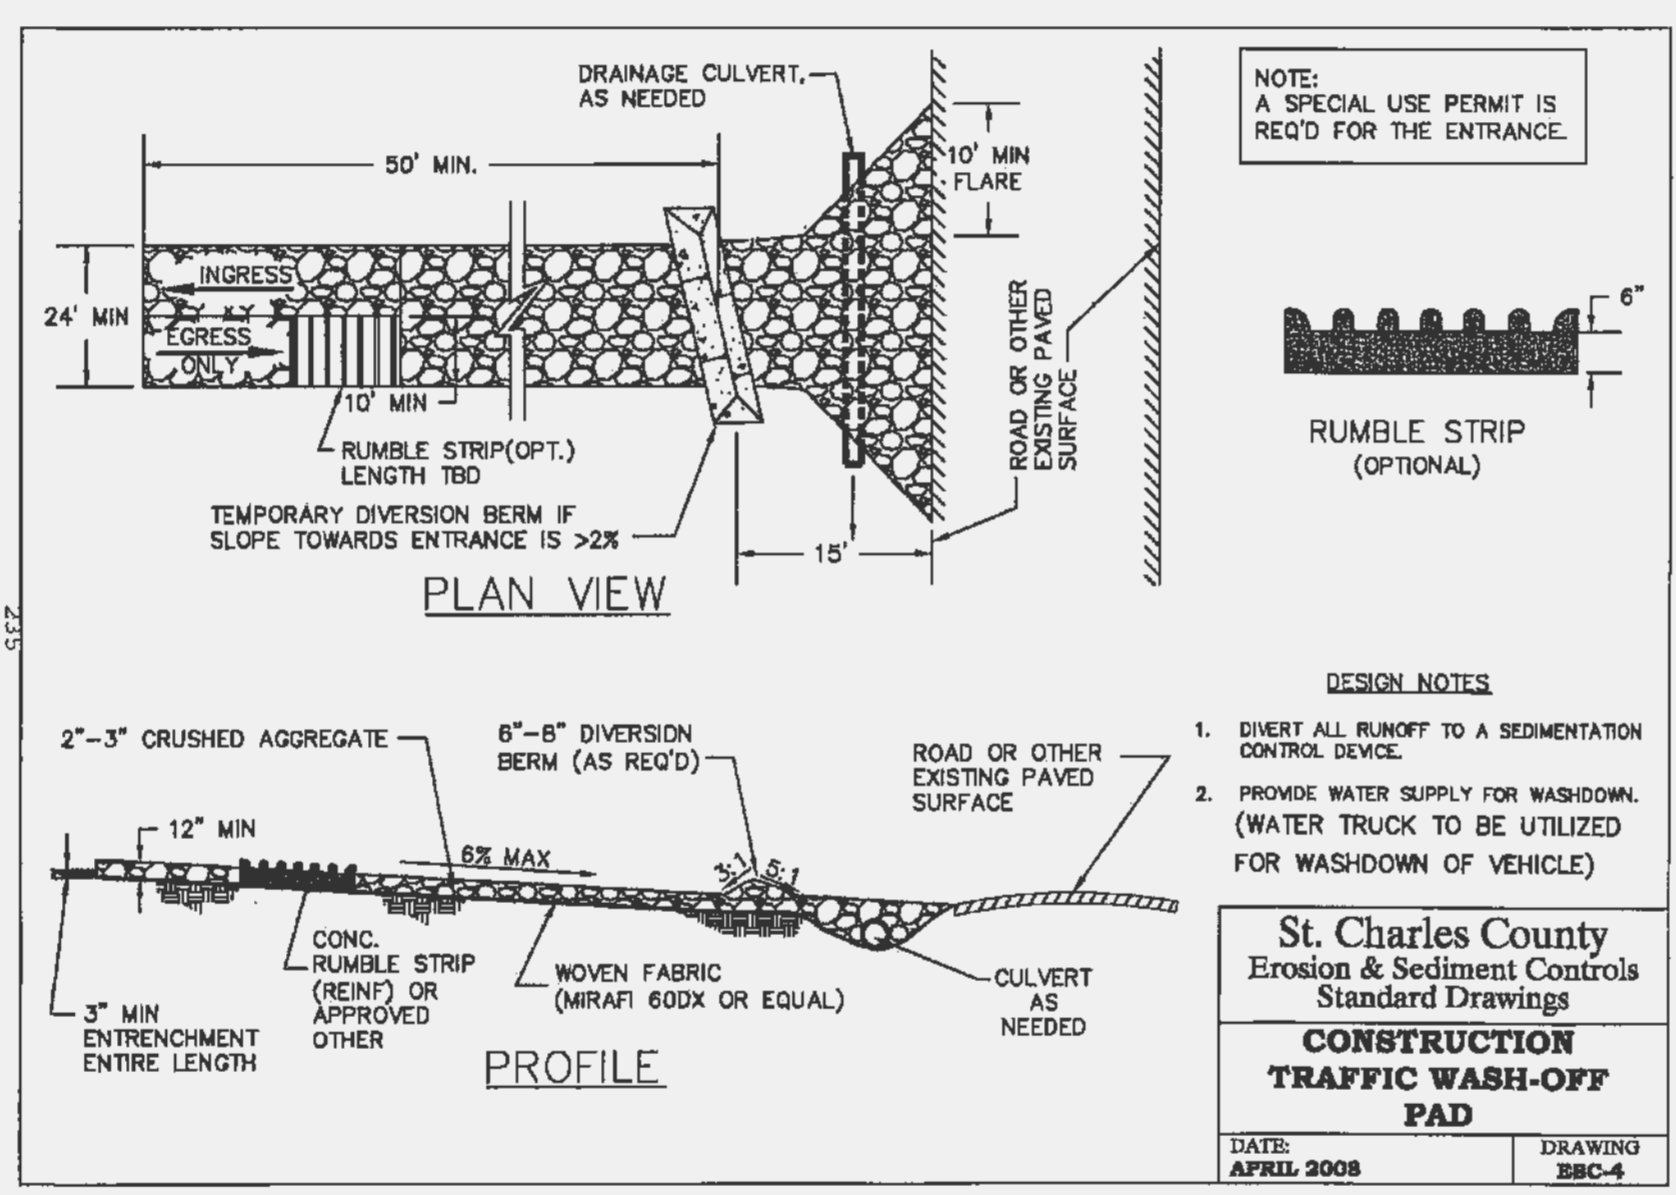 DRAINAGE CULVERT,
AS NEEDED
NOTE:
A SPECIAL USE PERMIT IS
REQ'D FOR THE ENTRANCE.
50' MIN.
10' MIN
FLARE
INGRESS
24' MIN
EGRESS
ONLY
10' MIN
RUMBLE STRIP(OPT.)
LENGTH TBD
TEMPORARY DIVERSION BERM IF
SLOPE TOWARDS ENTRANCE IS >2%
15'
ROAD OR OTHER
EXISTING PAVED
SURFACE
PLAN VIEW
6"
RUMBLE STRIP
(OPTIONAL)
235
DESIGN NOTES
1. DIVERT ALL RUNOFF TO A SEDIMENTATION
CONTROL DEVICE.
2. PROVIDE WATER SUPPLY FOR WASHDOWN.
(WATER TRUCK TO BE UTILIZED
FOR WASHDOWN OF VEHICLE)
2"-3" CRUSHED AGGREGATE
6"-8" DIVERSION
BERM (AS REQ'D)
ROAD OR OTHER
EXISTING PAVED
SURFACE
12" MIN
6% MAX
3:1
5:1
3" MIN
ENTRENCHMENT
ENTIRE LENGTH
CONC.
RUMBLE STRIP
(REINF) OR
APPROVED
OTHER
WOVEN FABRIC
(MIRAFI 60DX OR EQUAL)
CULVERT
AS
NEEDED
PROFILE
St. Charles County
Erosion & Sediment Controls
Standard Drawings
CONSTRUCTION
TRAFFIC WASH-OFF
PAD
DATE:
APRIL 2008
DRAWING